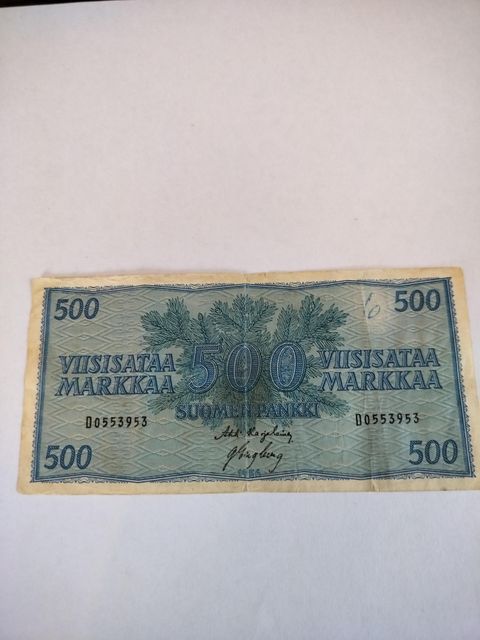 500 500
VIISISATAA 500 VIISISATAA
MARKKAA MARKKAA
SUOMEN PANKKI
D0553953 D0553953
500 500